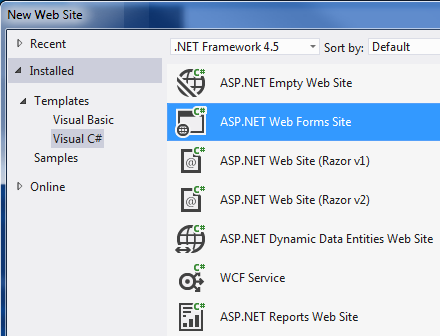 New Web Site
Recent
.NET Framework 4.5
Sort by:
Default
Installed
Templates
Visual Basic
Visual C#
Samples
Online
C#
ASP.NET Empty Web Site
C#
ASP.NET Web Forms Site
C#
@
ASP.NET Web Site (Razor v1)
C#
@
ASP.NET Web Site (Razor v2)
C#
ASP.NET Dynamic Data Entities Web Site
C#
WCF Service
C#
ASP.NET Reports Web Site